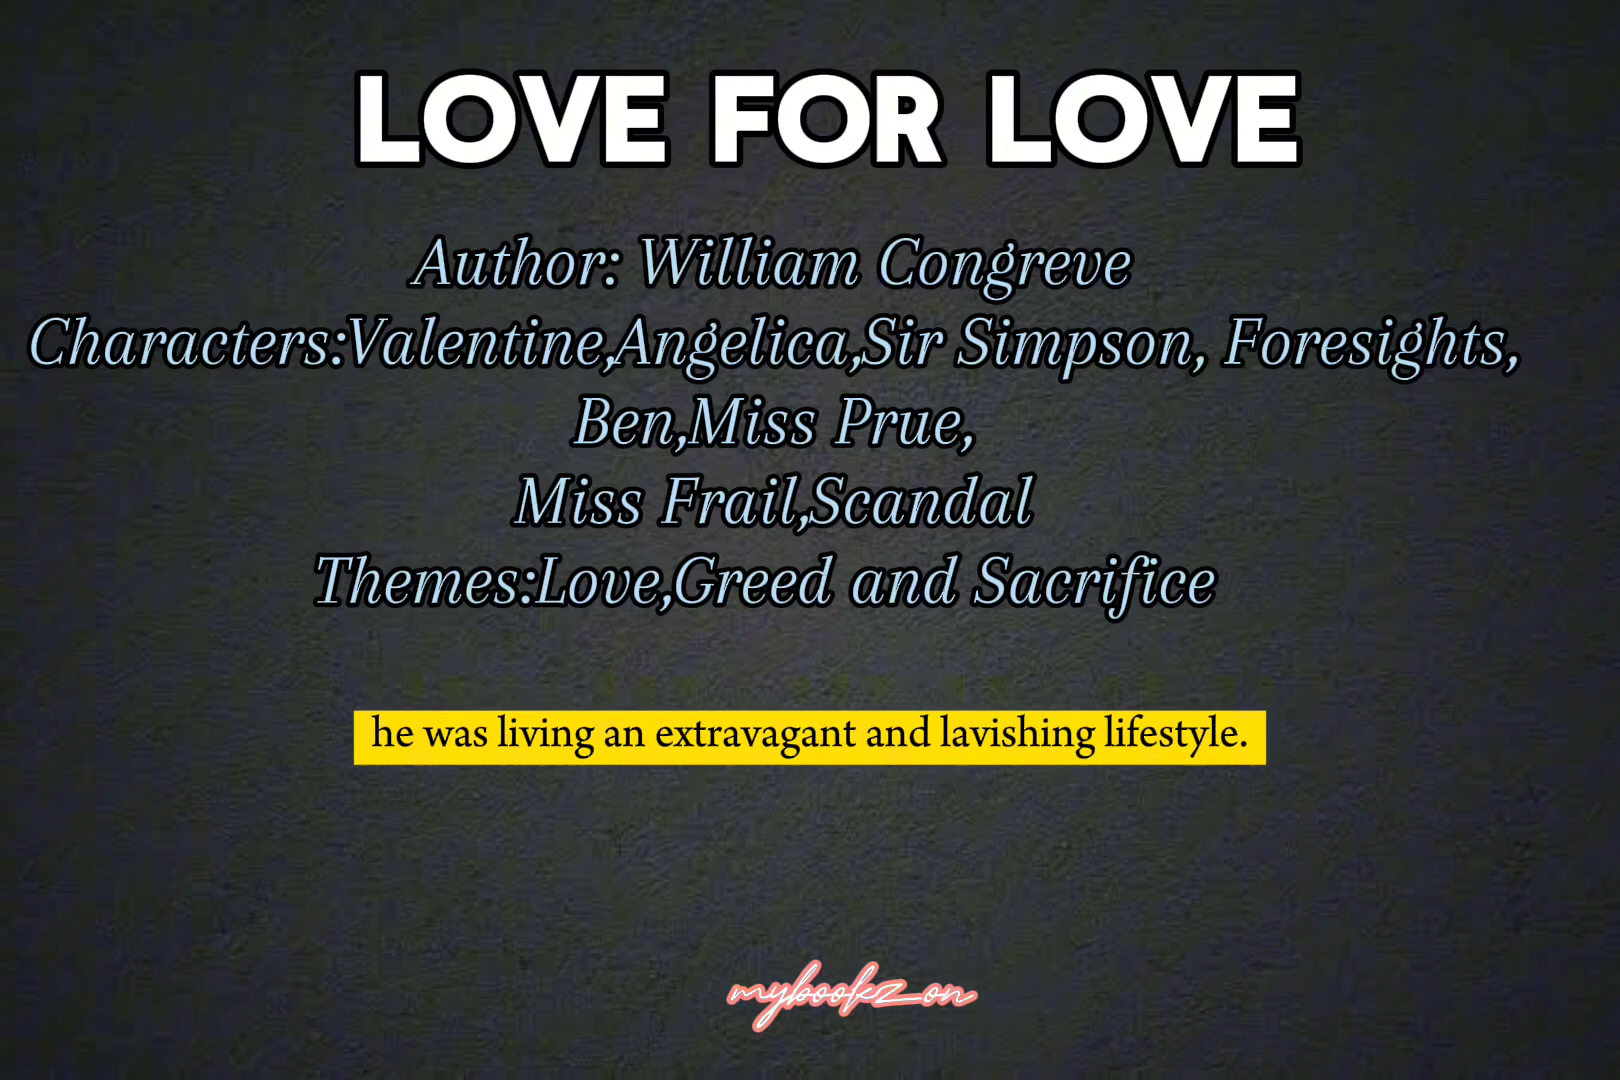 LOVE FOR LOVE
Author: William Congreve
Characters:Valentine,Angelica,Sir Simpson, Foresights,
Ben,Miss Prue,
Miss Frail,Scandal
Themes:Love,Greed and Sacrifice
he was living an extravagant and lavishing lifestyle.
mybookz_on